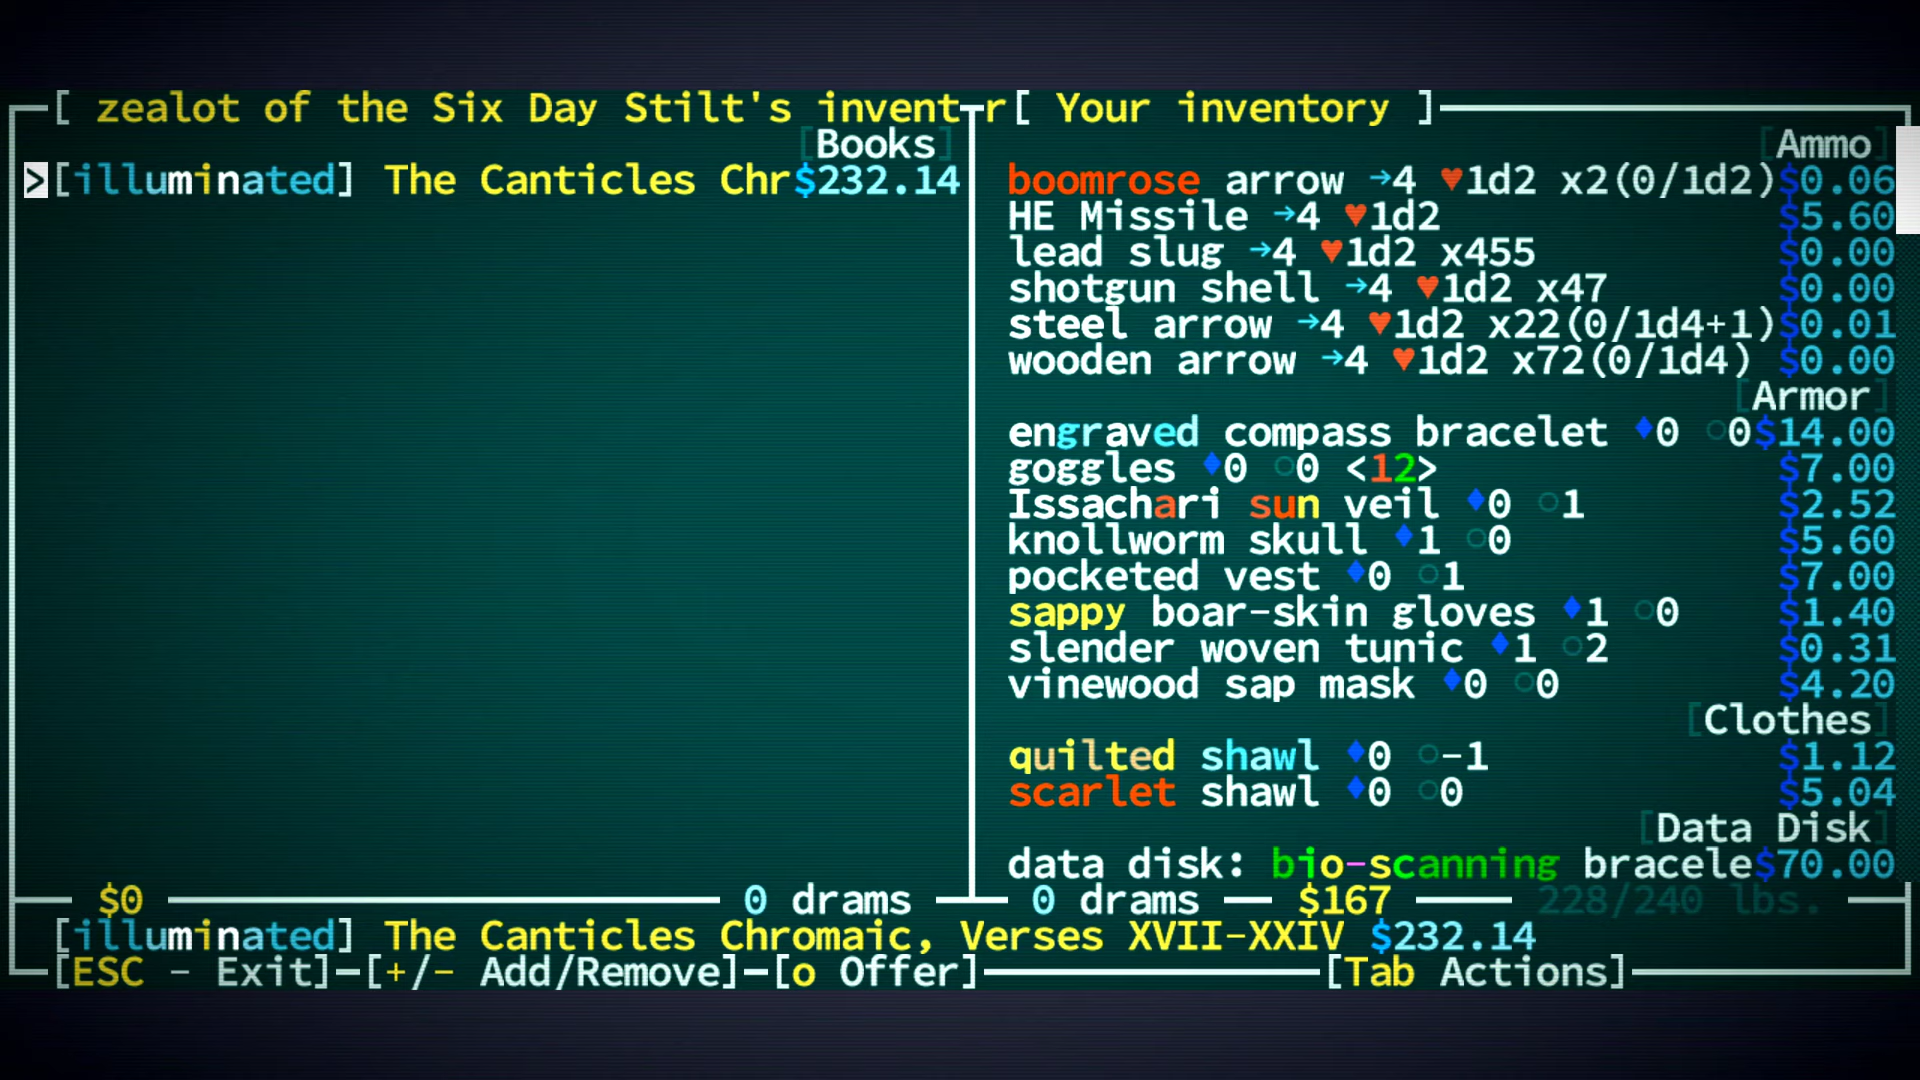 [ zealot of the Six Day Stilt's inventr[ Your inventory ]
[Books]
>[illuminated] The Canticles Chr$232.14
[Ammo]
boomrose arrow →4 ♥1d2 x2(0/1d2)$0.06
HE Missile →4 ♥1d2 $5.60
lead slug →4 ♥1d2 x455 $0.00
shotgun shell →4 ♥1d2 x47 $0.00
steel arrow →4 ♥1d2 x22(0/1d4+1)$0.01
wooden arrow →4 ♥1d2 x72(0/1d4) $0.00
[Armor]
engraved compass bracelet ♦0 ○0$14.00
goggles ♦0 ○0 <12> $7.00
Issachari sun veil ♦0 ○1 $2.52
knollworm skull ♦1 ○0 $5.60
pocketed vest ♦0 ○1 $7.00
sappy boar-skin gloves ♦1 ○0 $1.40
slender woven tunic ♦1 ○2 $0.31
vinewood sap mask ♦0 ○0 $4.20
[Clothes]
quilted shawl ♦0 ○-1 $1.12
scarlet shawl ♦0 ○0 $5.04
[Data Disk]
data disk: bio-scanning bracele$70.00
$0 0 drams 0 drams $167 228/240 lbs.
[illuminated] The Canticles Chromaic, Verses XVII-XXIV $232.14
[ESC - Exit]-[+/- Add/Remove]-[o Offer] [Tab Actions]